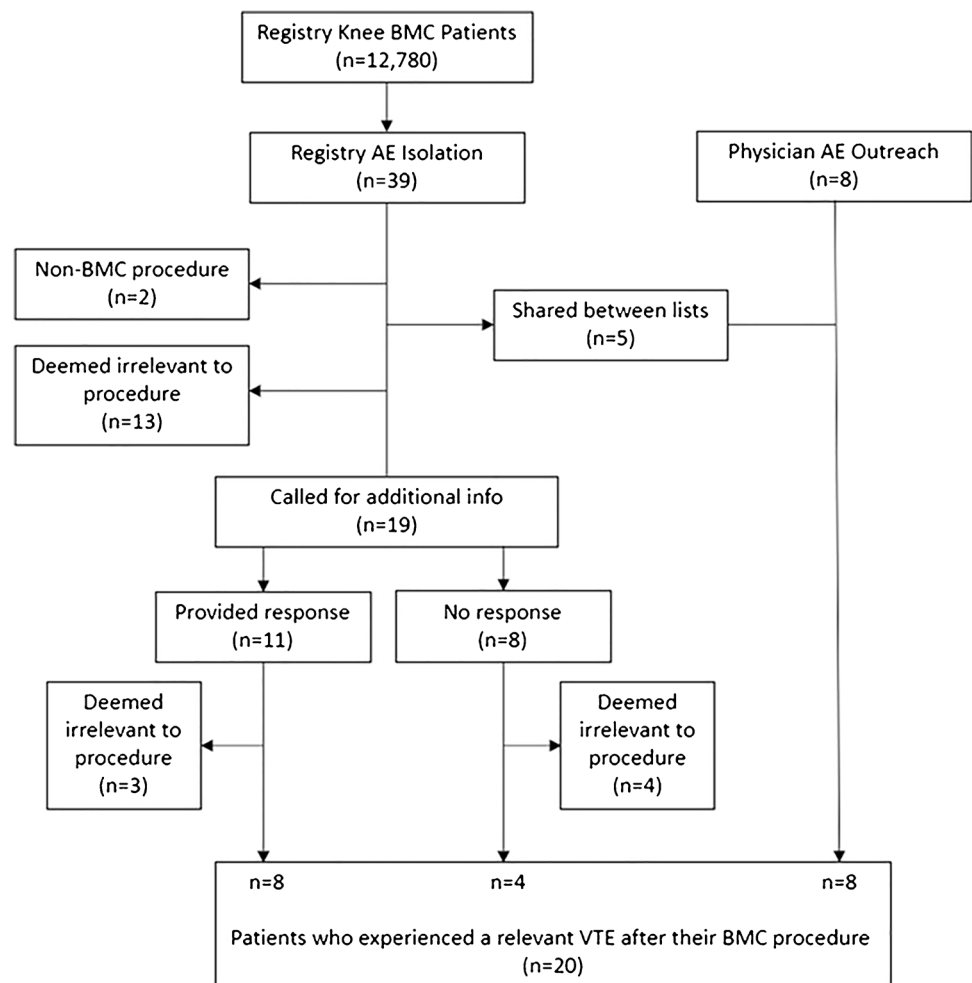 Registry Knee BMC Patients
(n=12,780)
Registry AE Isolation
(n=39)
Physician AE Outreach
(n=8)
Non-BMC procedure
(n=2)
Shared between lists
(n=5)
Deemed irrelevant to
procedure
(n=13)
Called for additional info
(n=19)
Provided response
(n=11)
No response
(n=8)
Deemed
irrelevant to
procedure
(n=3)
Deemed
irrelevant to
procedure
(n=4)
n=8
n=4
n=8
Patients who experienced a relevant VTE after their BMC procedure
(n=20)